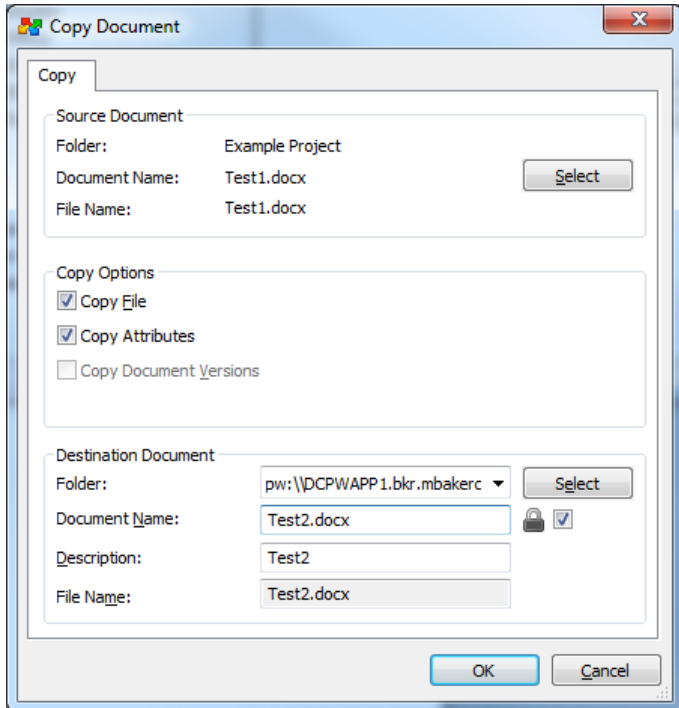 Copy Document
Copy
Source Document
Folder: Example Project
Document Name: Test1.docx
Select
File Name: Test1.docx
Copy Options
Copy File
Copy Attributes
Copy Document Versions
Destination Document
Folder: pw:\\DCPWAPP1.bkr.mbakerc Select
Document Name: Test2.docx
Description: Test2
File Name: Test2.docx
OK Cancel